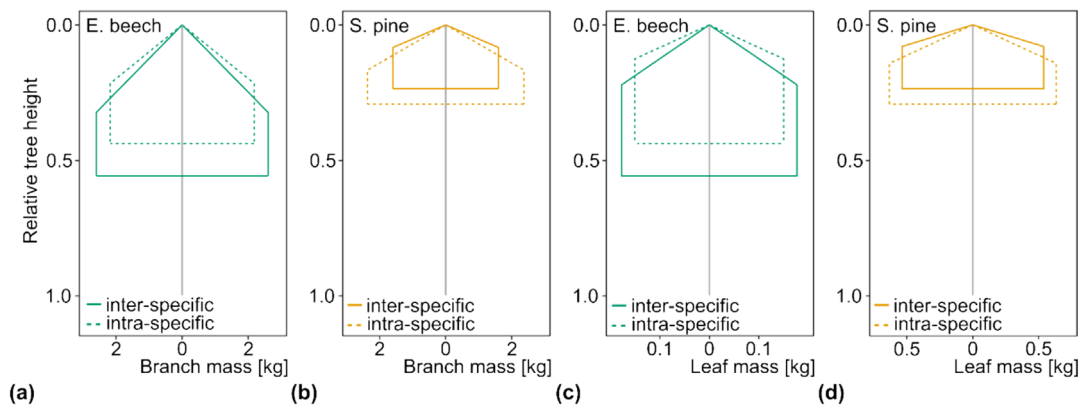 Relative tree height
0.0
0.5
1.0
E. beech
inter-specific
intra-specific
2 0 2
Branch mass [kg]
(a)
0.0
0.5
1.0
S. pine
inter-specific
intra-specific
2 0 2
Branch mass [kg]
(b)
0.0
0.5
1.0
E. beech
inter-specific
intra-specific
0.1 0 0.1
Leaf mass [kg]
(c)
0.0
0.5
1.0
S. pine
inter-specific
intra-specific
0.5 0 0.5
Leaf mass [kg]
(d)